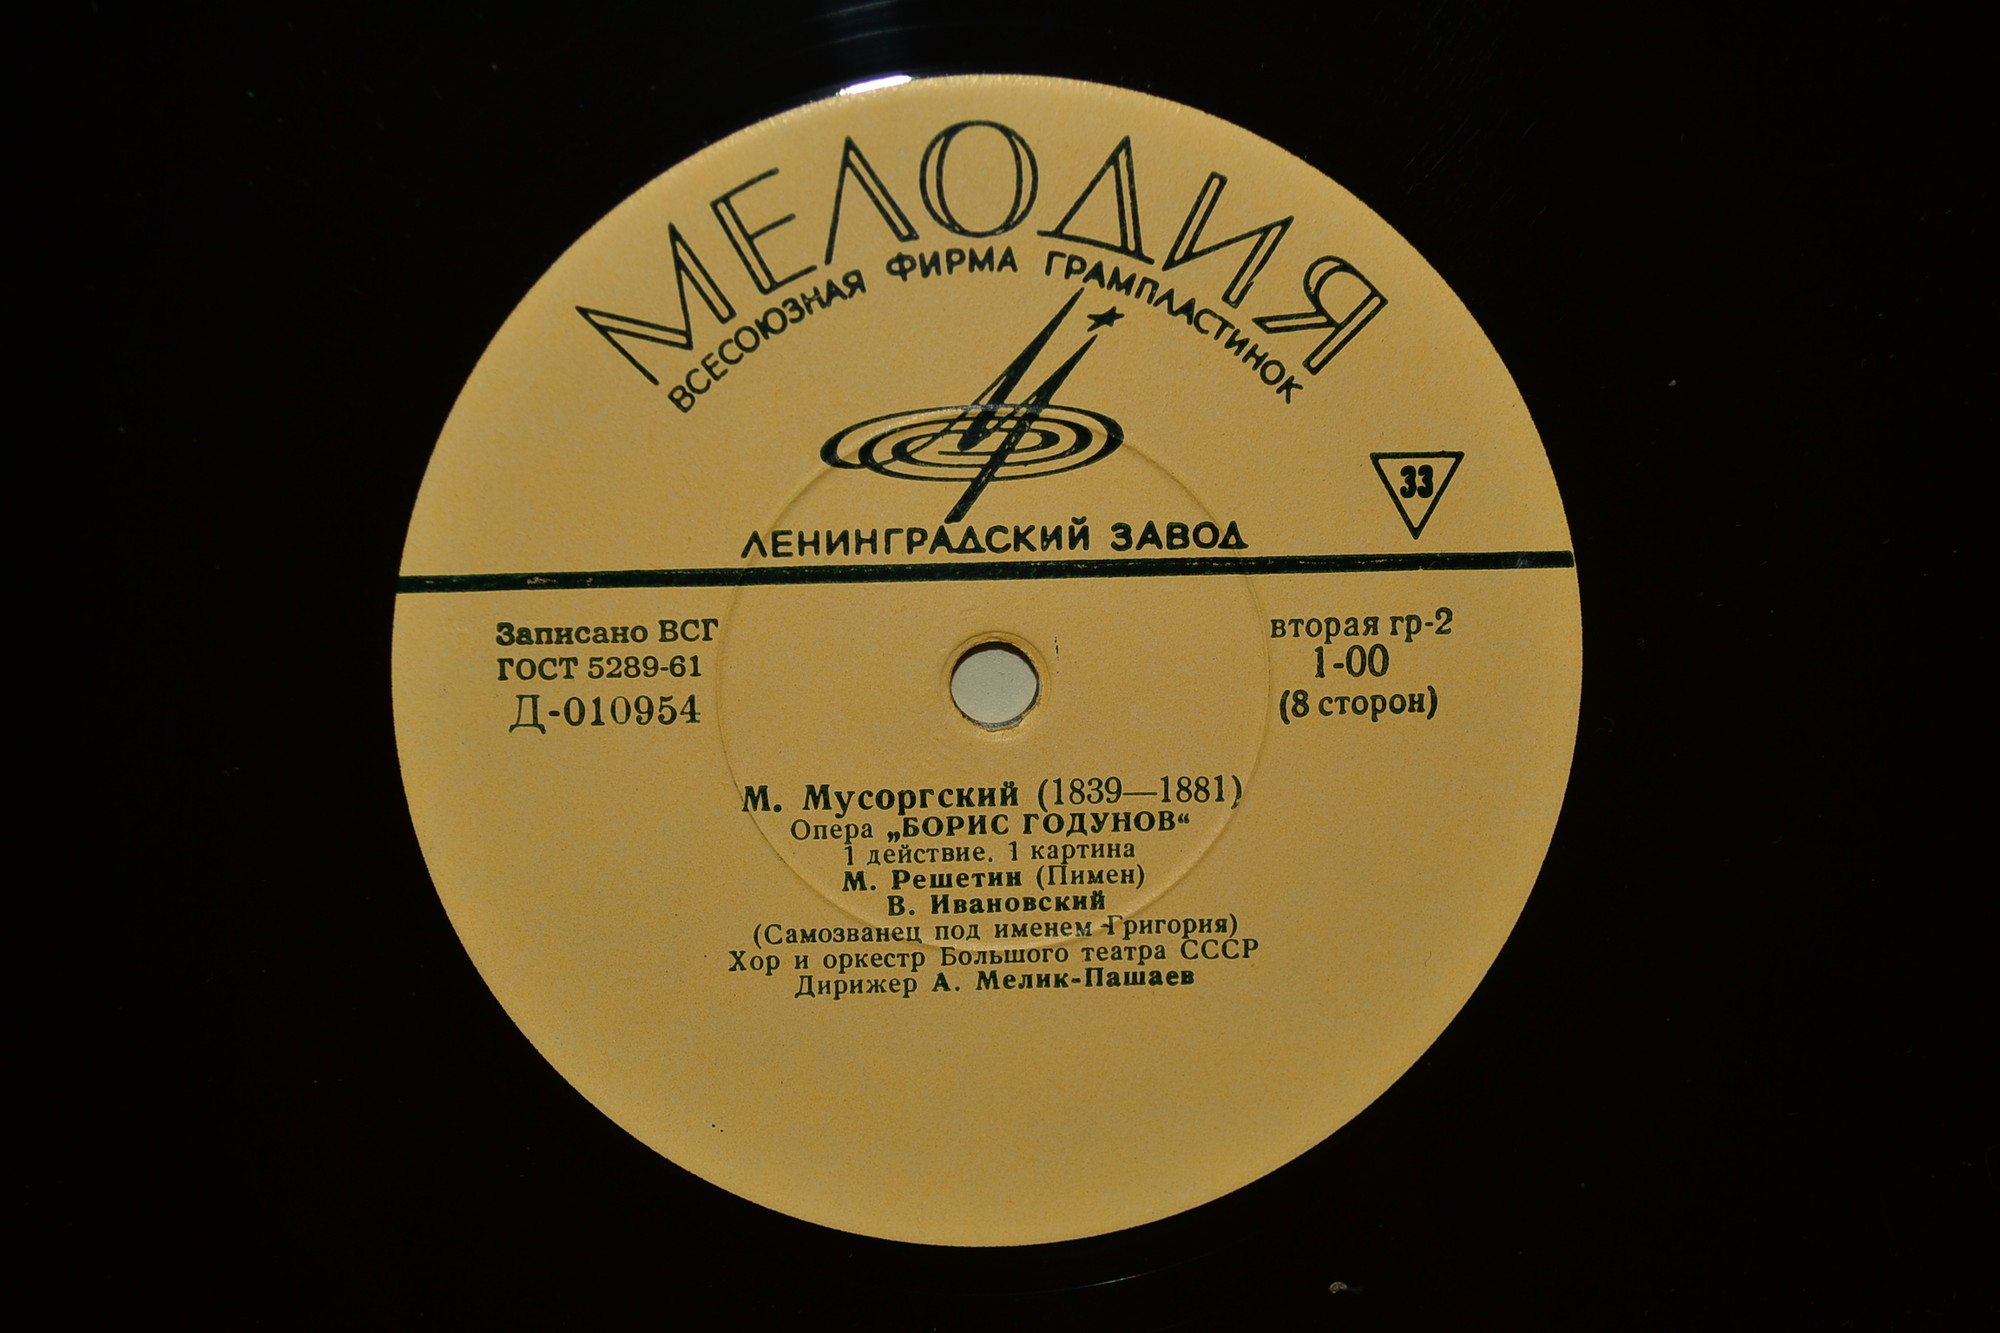 МЕЛОДИЯ
ВСЕСОЮЗНАЯ ФИРМА ГРАМПЛАСТИНОК
33
ЛЕНИНГРАДСКИЙ ЗАВОД
Записано ВСГ
ГОСТ 5289-61
Д-010954
вторая гр-2
1-00
(8 сторон)
М. Мусоргский (1839—1881)
Опера „БОРИС ГОДУНОВ“
1 действие. 1 картина
М. Решетин (Пимен)
В. Ивановский
(Самозванец под именем Григория)
Хор и оркестр Большого театра СССР
Дирижер А. Мелик-Пашаев